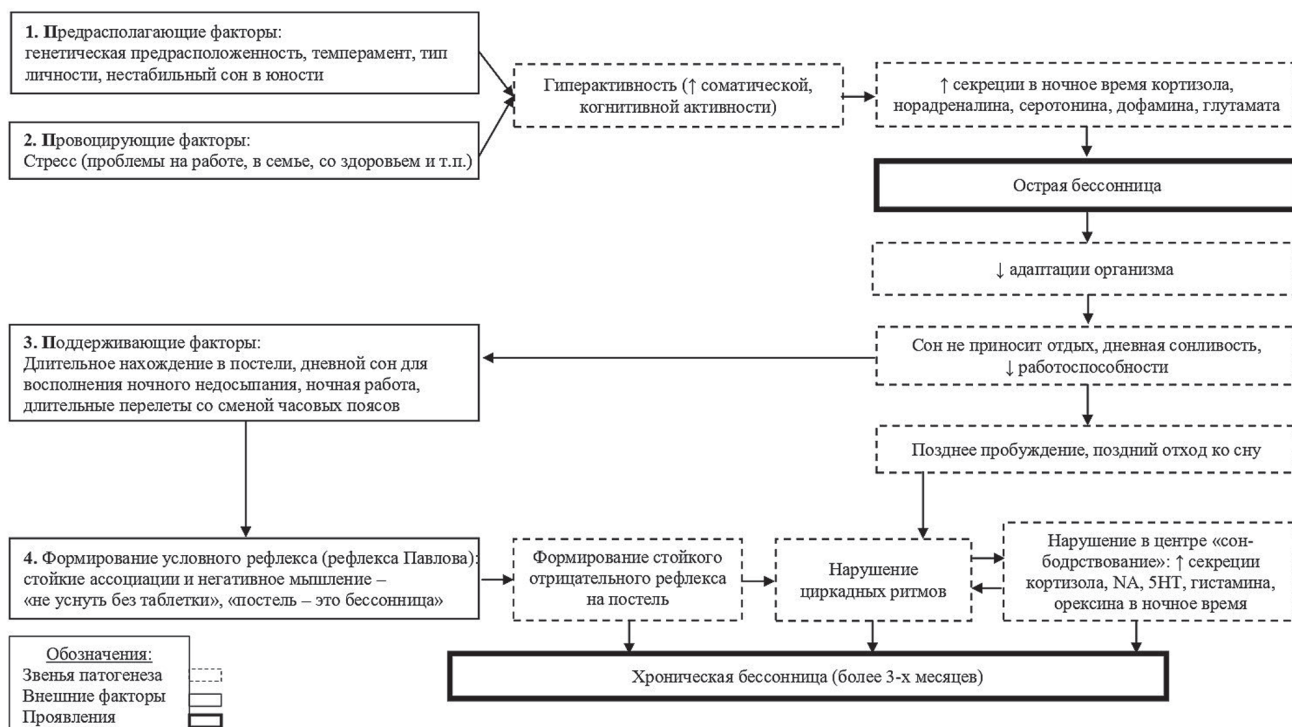 1. Предрасполагающие факторы:
генетическая предрасположенность, темперамент, тип
личности, нестабильный сон в юности
2. Провоцирующие факторы:
Стресс (проблемы на работе, в семье, со здоровьем и т.п.)
Гиперактивность (↑ соматической,
когнитивной активности)
↑ секреции в ночное время кортизола,
норадреналина, серотонина, дофамина, глутамата
Острая бессонница
↓ адаптации организма
Сон не приносит отдых, дневная сонливость,
↓ работоспособности
3. Поддерживающие факторы:
Длительное нахождение в постели, дневной сон для
восполнения ночного недосыпания, ночная работа,
длительные перелеты со сменой часовых поясов
Позднее пробуждение, поздний отход ко сну
4. Формирование условного рефлекса (рефлекса Павлова):
стойкие ассоциации и негативное мышление –
«не уснуть без таблетки», «постель – это бессонница»
Формирование стойкого
отрицательного рефлекса
на постель
Нарушение
циркадных ритмов
Нарушение в центре «сон-
бодрствование»: ↑ секреции
кортизола, NA, 5HT, гистамина,
орексина в ночное время
Хроническая бессонница (более 3-х месяцев)
Обозначения:
Звенья патогенеза
Внешние факторы
Проявления